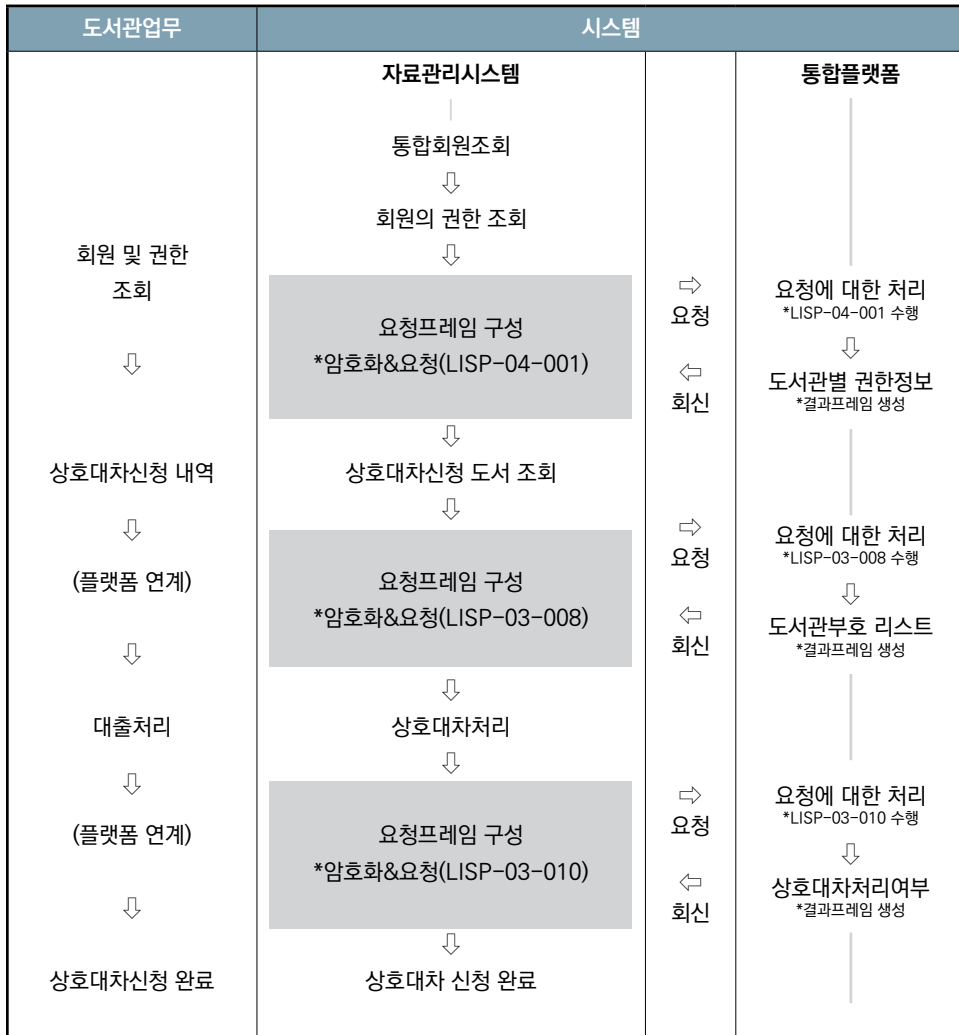 도서관업무
시스템
자료관리시스템
통합플랫폼
통합회원조회
회원의 권한 조회
회원 및 권한
조회
요청프레임 구성
*암호화&요청(LISP-04-001)
요청
회신
요청에 대한 처리
*LISP-04-001 수행
도서관별 권한정보
*결과프레임 생성
상호대차신청 내역
상호대차신청 도서 조회
(플랫폼 연계)
요청프레임 구성
*암호화&요청(LISP-03-008)
요청
회신
요청에 대한 처리
*LISP-03-008 수행
도서관부호 리스트
*결과프레임 생성
대출처리
상호대차처리
(플랫폼 연계)
요청프레임 구성
*암호화&요청(LISP-03-010)
요청
회신
요청에 대한 처리
*LISP-03-010 수행
상호대차처리여부
*결과프레임 생성
상호대차신청 완료
상호대차 신청 완료